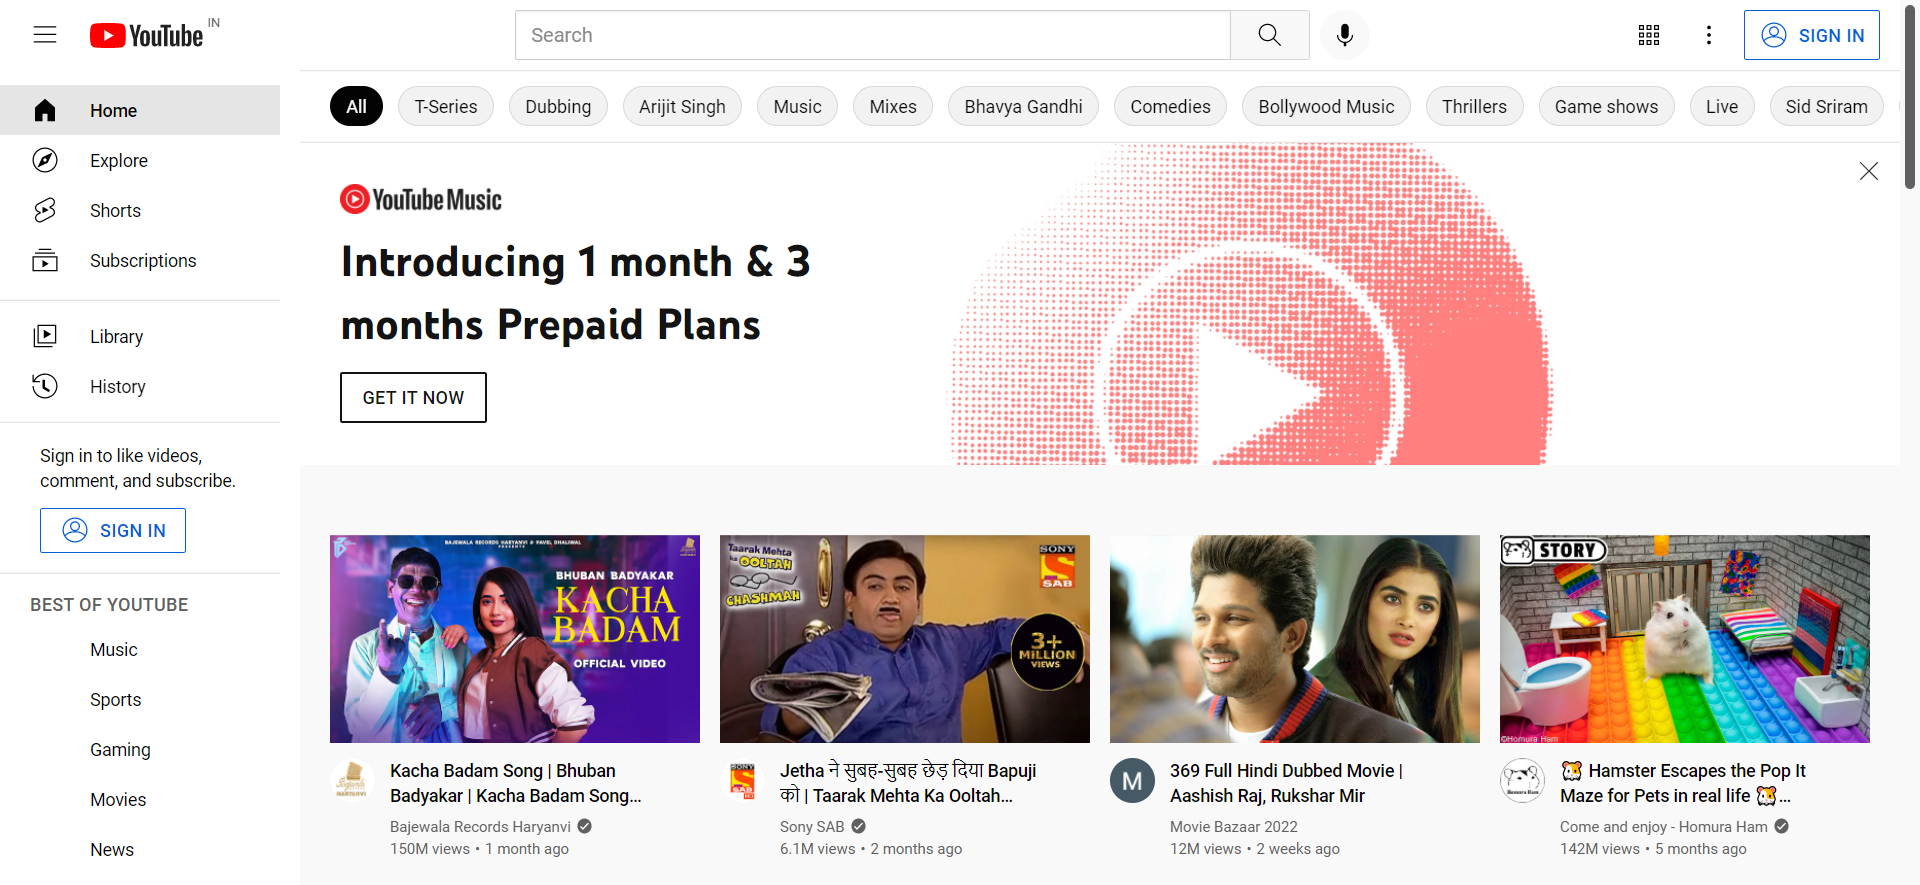 YouTube IN
Search
SIGN IN
Home
Explore
Shorts
Subscriptions
Library
History
Sign in to like videos,
comment, and subscribe.
SIGN IN
BEST OF YOUTUBE
Music
Sports
Gaming
Movies
News
All T-Series Dubbing Arijit Singh Music Mixes Bhavya Gandhi Comedies Bollywood Music Thrillers Game shows Live Sid Sriram
YouTube Music
Introducing 1 month & 3
months Prepaid Plans
GET IT NOW
BAJEWALA RECORDS HARYANVI & PAVEL DHALIWAL
PRESENTS
BHUBAN BADYAKAR
KACHA
BADAM
OFFICIAL VIDEO
Kacha Badam Song | Bhuban
Badyakar | Kacha Badam Song...
Bajewala Records Haryanvi
150M views • 1 month ago
Taarak Mehta
Ka OOLTAH
CHASHMAH
SONY
SAB
3+
MILLION
VIEWS
SONY
SAB
Jetha ने सुबह-सुबह छेड़ दिया Bapuji
को | Taarak Mehta Ka Ooltah...
Sony SAB
6.1M views • 2 months ago
M
369 Full Hindi Dubbed Movie |
Aashish Raj, Rukshar Mir
Movie Bazaar 2022
12M views • 2 weeks ago
STORY
©Homura Ham
Homura Ham
🐹 Hamster Escapes the Pop It
Maze for Pets in real life 🐹...
Come and enjoy - Homura Ham
142M views • 5 months ago